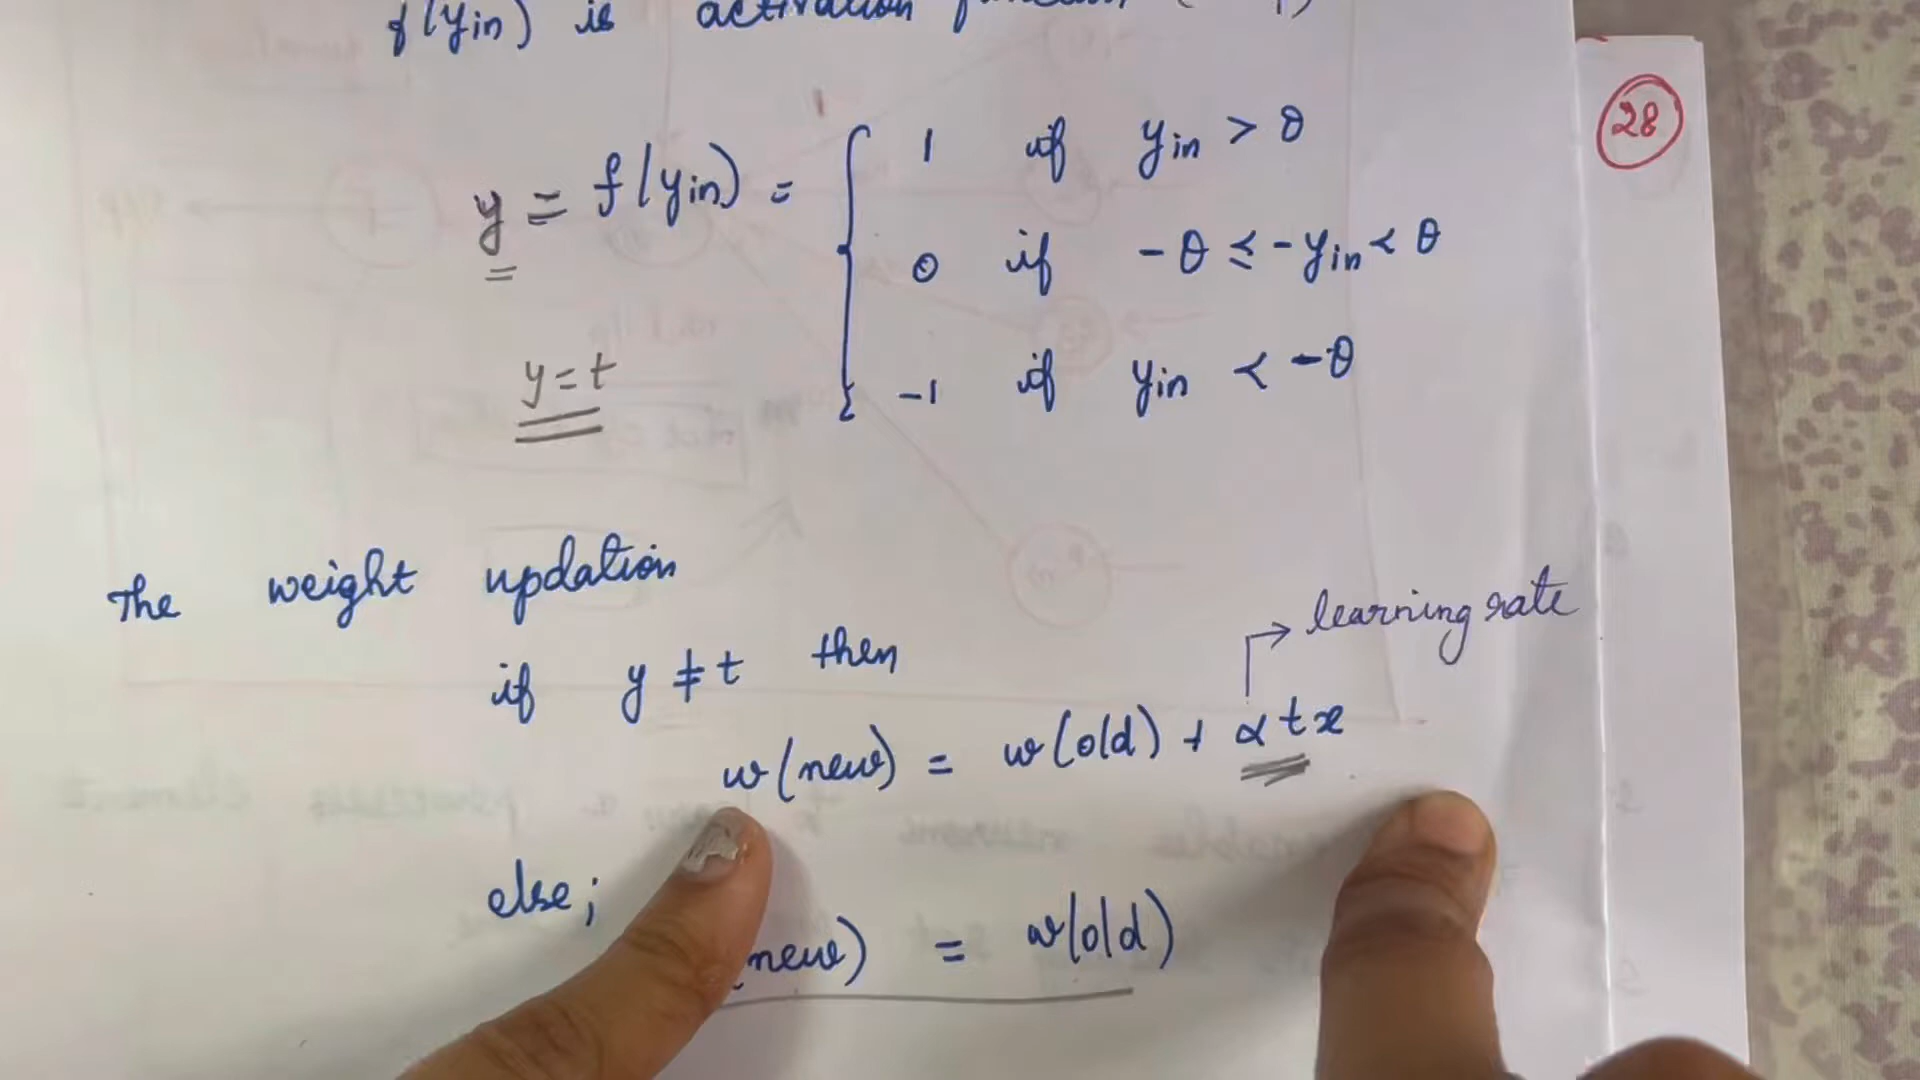 f(yin) is activation function
28
y = f(yin) = { 1 if yin > θ
0 if -θ ≤ -yin < θ
-1 if yin < -θ
y = t
The weight updation
if y ≠ t then
→ learning rate
w(new) = w(old) + α t x
else;
(new) = w(old)